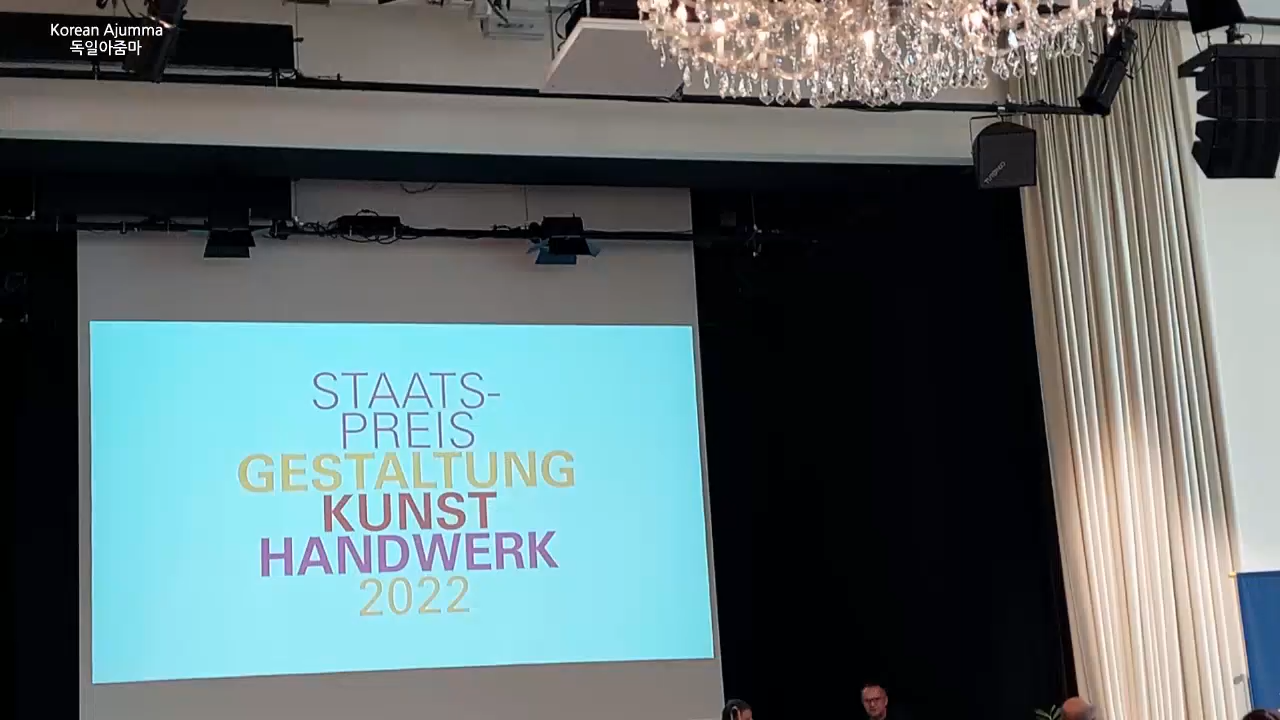 Korean Ajumma
독일아줌마
STAATS-
PREIS
GESTALTUNG
KUNST
HANDWERK
2022